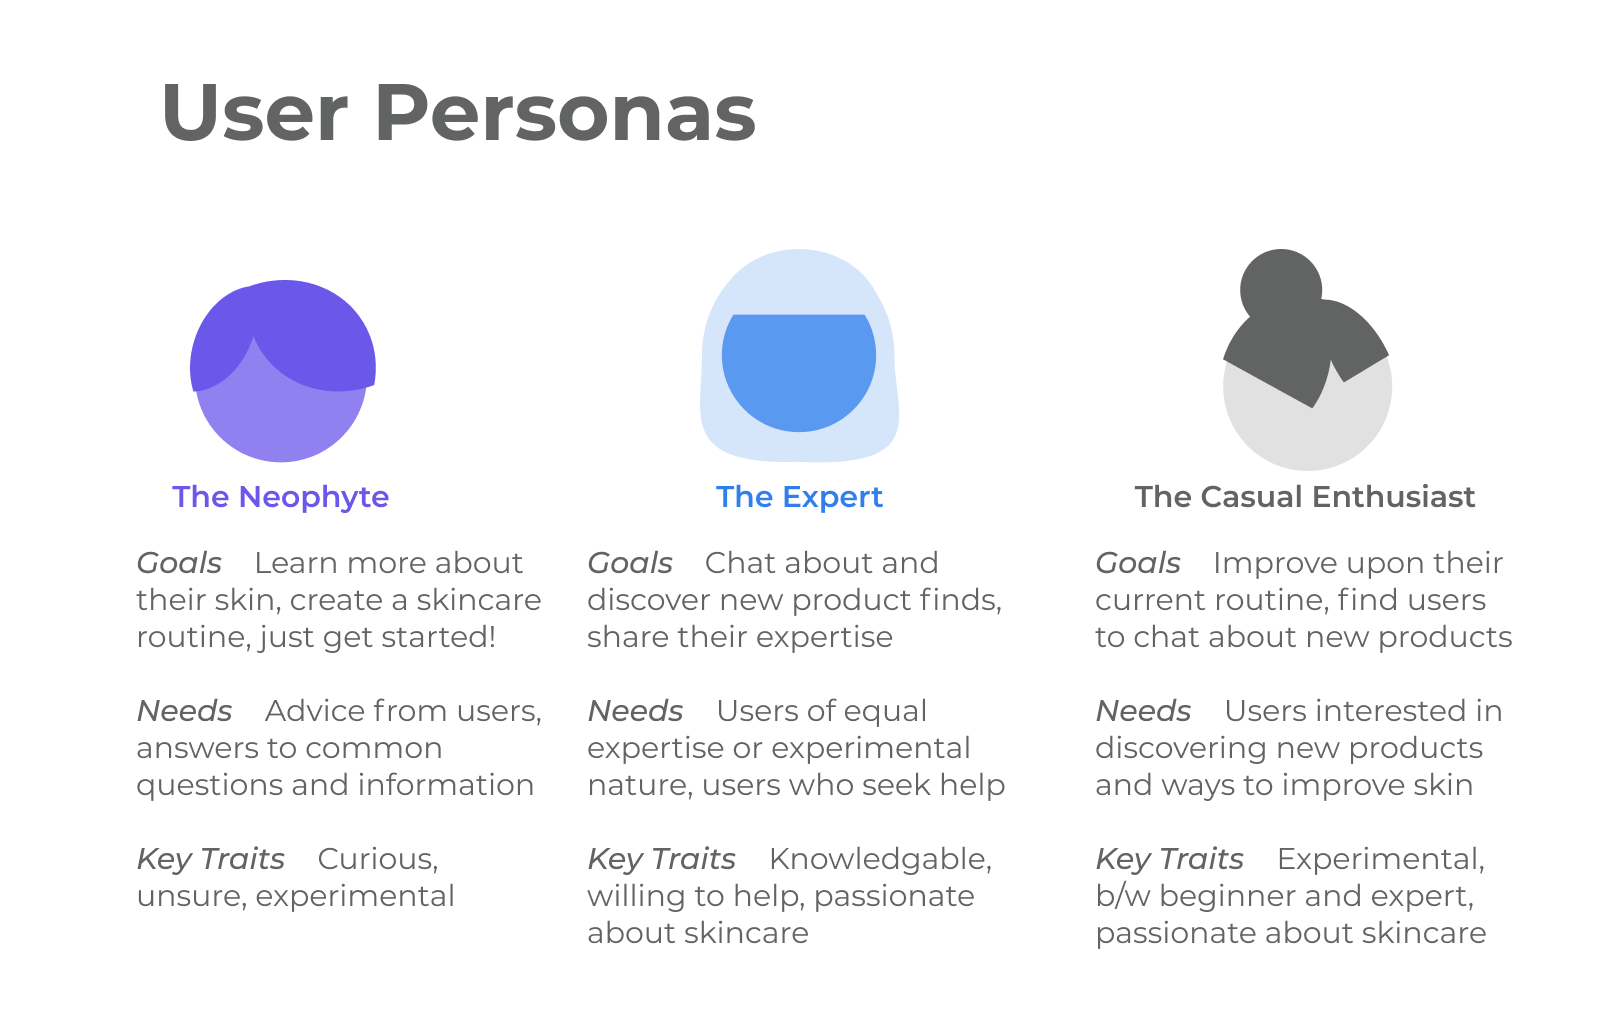 User Personas
The Neophyte
Goals Learn more about
their skin, create a skincare
routine, just get started!
Needs Advice from users,
answers to common
questions and information
Key Traits Curious,
unsure, experimental
The Expert
Goals Chat about and
discover new product finds,
share their expertise
Needs Users of equal
expertise or experimental
nature, users who seek help
Key Traits Knowledgable,
willing to help, passionate
about skincare
The Casual Enthusiast
Goals Improve upon their
current routine, find users
to chat about new products
Needs Users interested in
discovering new products
and ways to improve skin
Key Traits Experimental,
b/w beginner and expert,
passionate about skincare